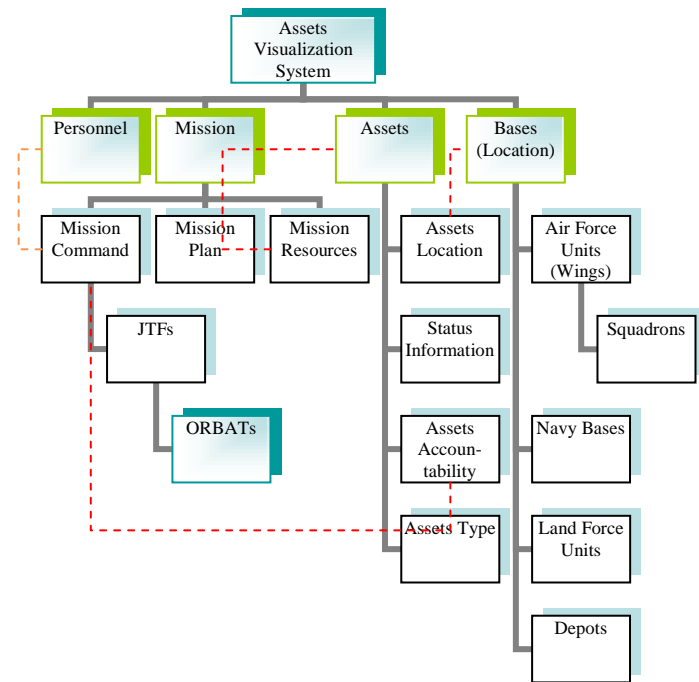 Assets
Visualization
System
Personnel
Mission
Assets
Bases
(Location)
Mission
Command
Mission
Plan
Mission
Resources
Assets
Location
Air Force
Units
(Wings)
JTFs
Status
Information
Squadrons
ORBATs
Assets
Accoun-
tability
Navy Bases
Assets Type
Land Force
Units
Depots